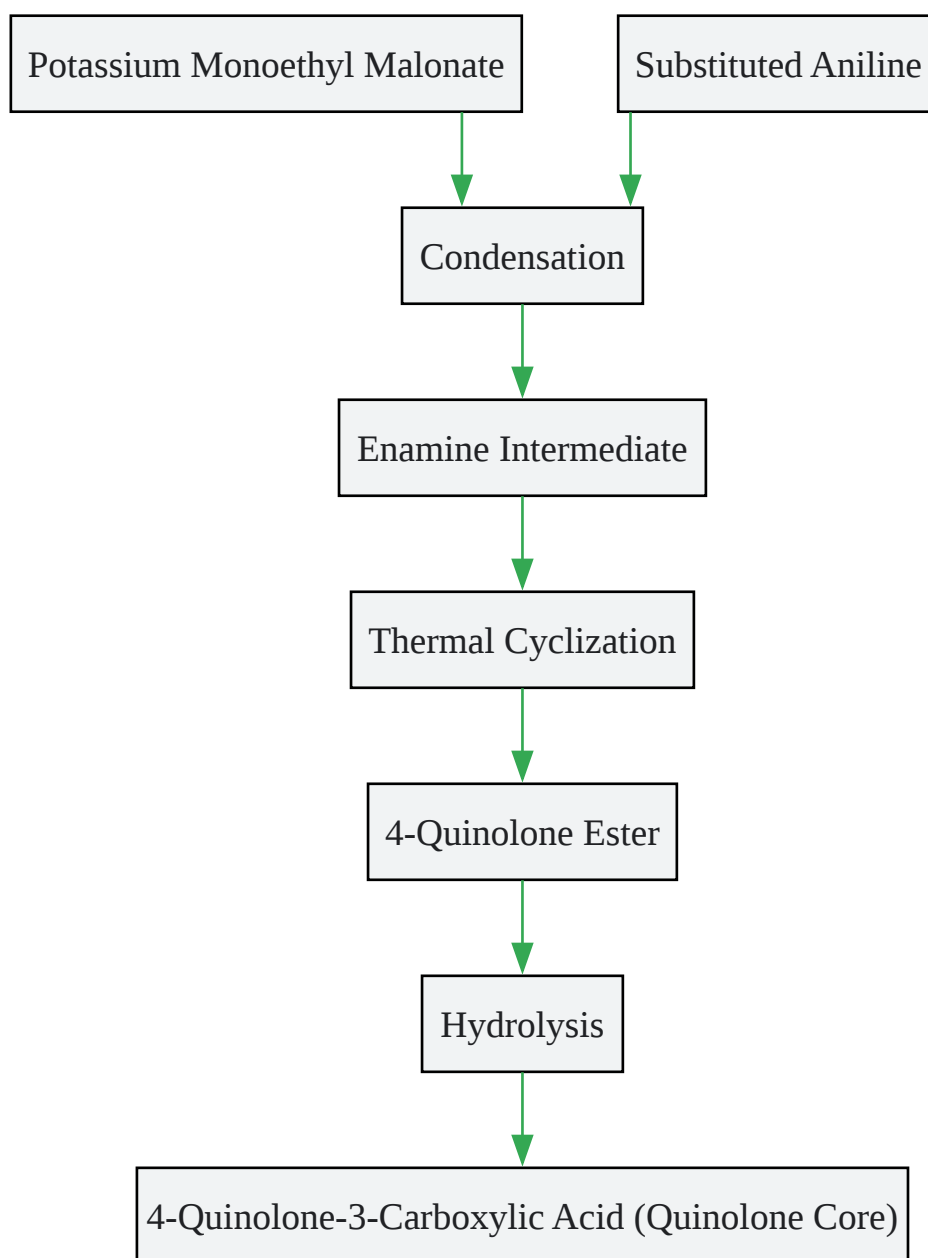 Potassium Monoethyl Malonate
Substituted Aniline
Condensation
Enamine Intermediate
Thermal Cyclization
4-Quinolone Ester
Hydrolysis
4-Quinolone-3-Carboxylic Acid (Quinolone Core)